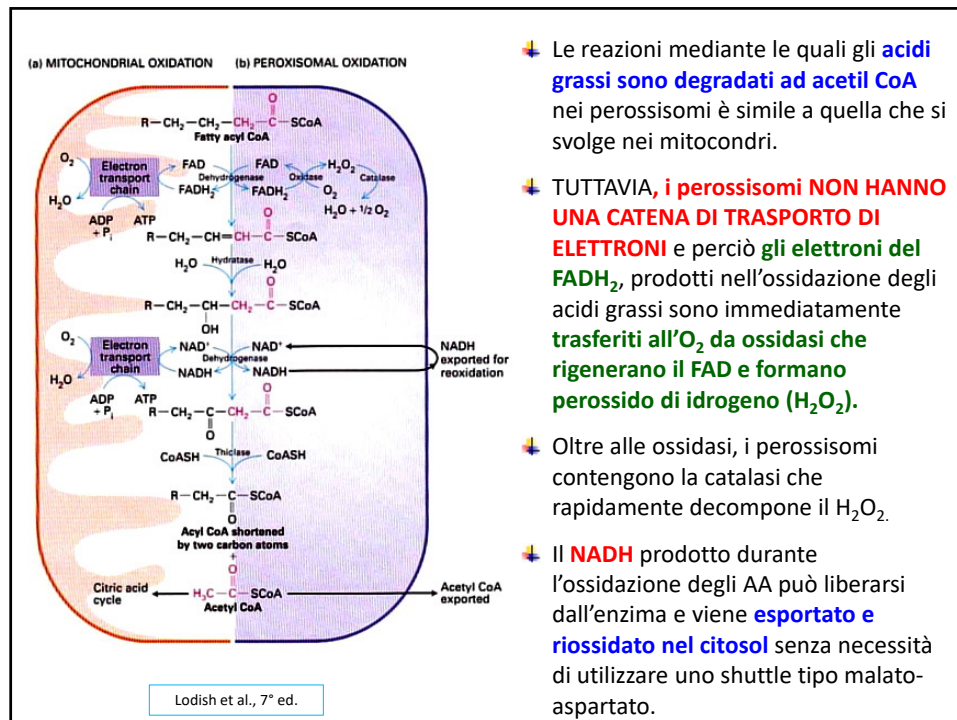 (a) MITOCHONDRIAL OXIDATION (b) PEROXISOMAL OXIDATION
O
R—CH₂—CH₂—CH₂—C—SCoA
Fatty acyl CoA
O₂
Electron
transport
chain
H₂O
ADP
+ Pᵢ
ATP
FAD
FADH₂
Dehydrogenase
FAD
FADH₂
Oxidase
H₂O₂
O₂
Catalase
H₂O + ½ O₂
O
R—CH₂—CH=CH—C—SCoA
H₂O
Hydratase
H₂O
O
R—CH₂—CH—CH₂—C—SCoA
OH
O₂
Electron
transport
chain
H₂O
ADP
+ Pᵢ
ATP
NAD⁺
NADH
Dehydrogenase
NAD⁺
NADH
NADH
exported for
reoxidation
O
R—CH₂—C—CH₂—C—SCoA
O
CoASH
Thiclase
CoASH
R—CH₂—C—SCoA
O
Acyl CoA shortened
by two carbon atoms
+
O
Citric acid
cycle
H₃C—C—SCoA
Acetyl CoA
Acetyl CoA
exported
Lodish et al., 7° ed.
Le reazioni mediante le quali gli acidi
grassi sono degradati ad acetil CoA
nei perossisomi è simile a quella che si
svolge nei mitocondri.
TUTTAVIA, i perossisomi NON HANNO
UNA CATENA DI TRASPORTO DI
ELETTRONI e perciò gli elettroni del
FADH₂, prodotti nell'ossidazione degli
acidi grassi sono immediatamente
trasferiti all'O₂ da ossidasi che
rigenerano il FAD e formano
perossido di idrogeno (H₂O₂).
Oltre alle ossidasi, i perossisomi
contengono la catalasi che
rapidamente decompone il H₂O₂.
Il NADH prodotto durante
l'ossidazione degli AA può liberarsi
dall'enzima e viene esportato e
riossidato nel citosol senza necessità
di utilizzare uno shuttle tipo malato-
aspartato.